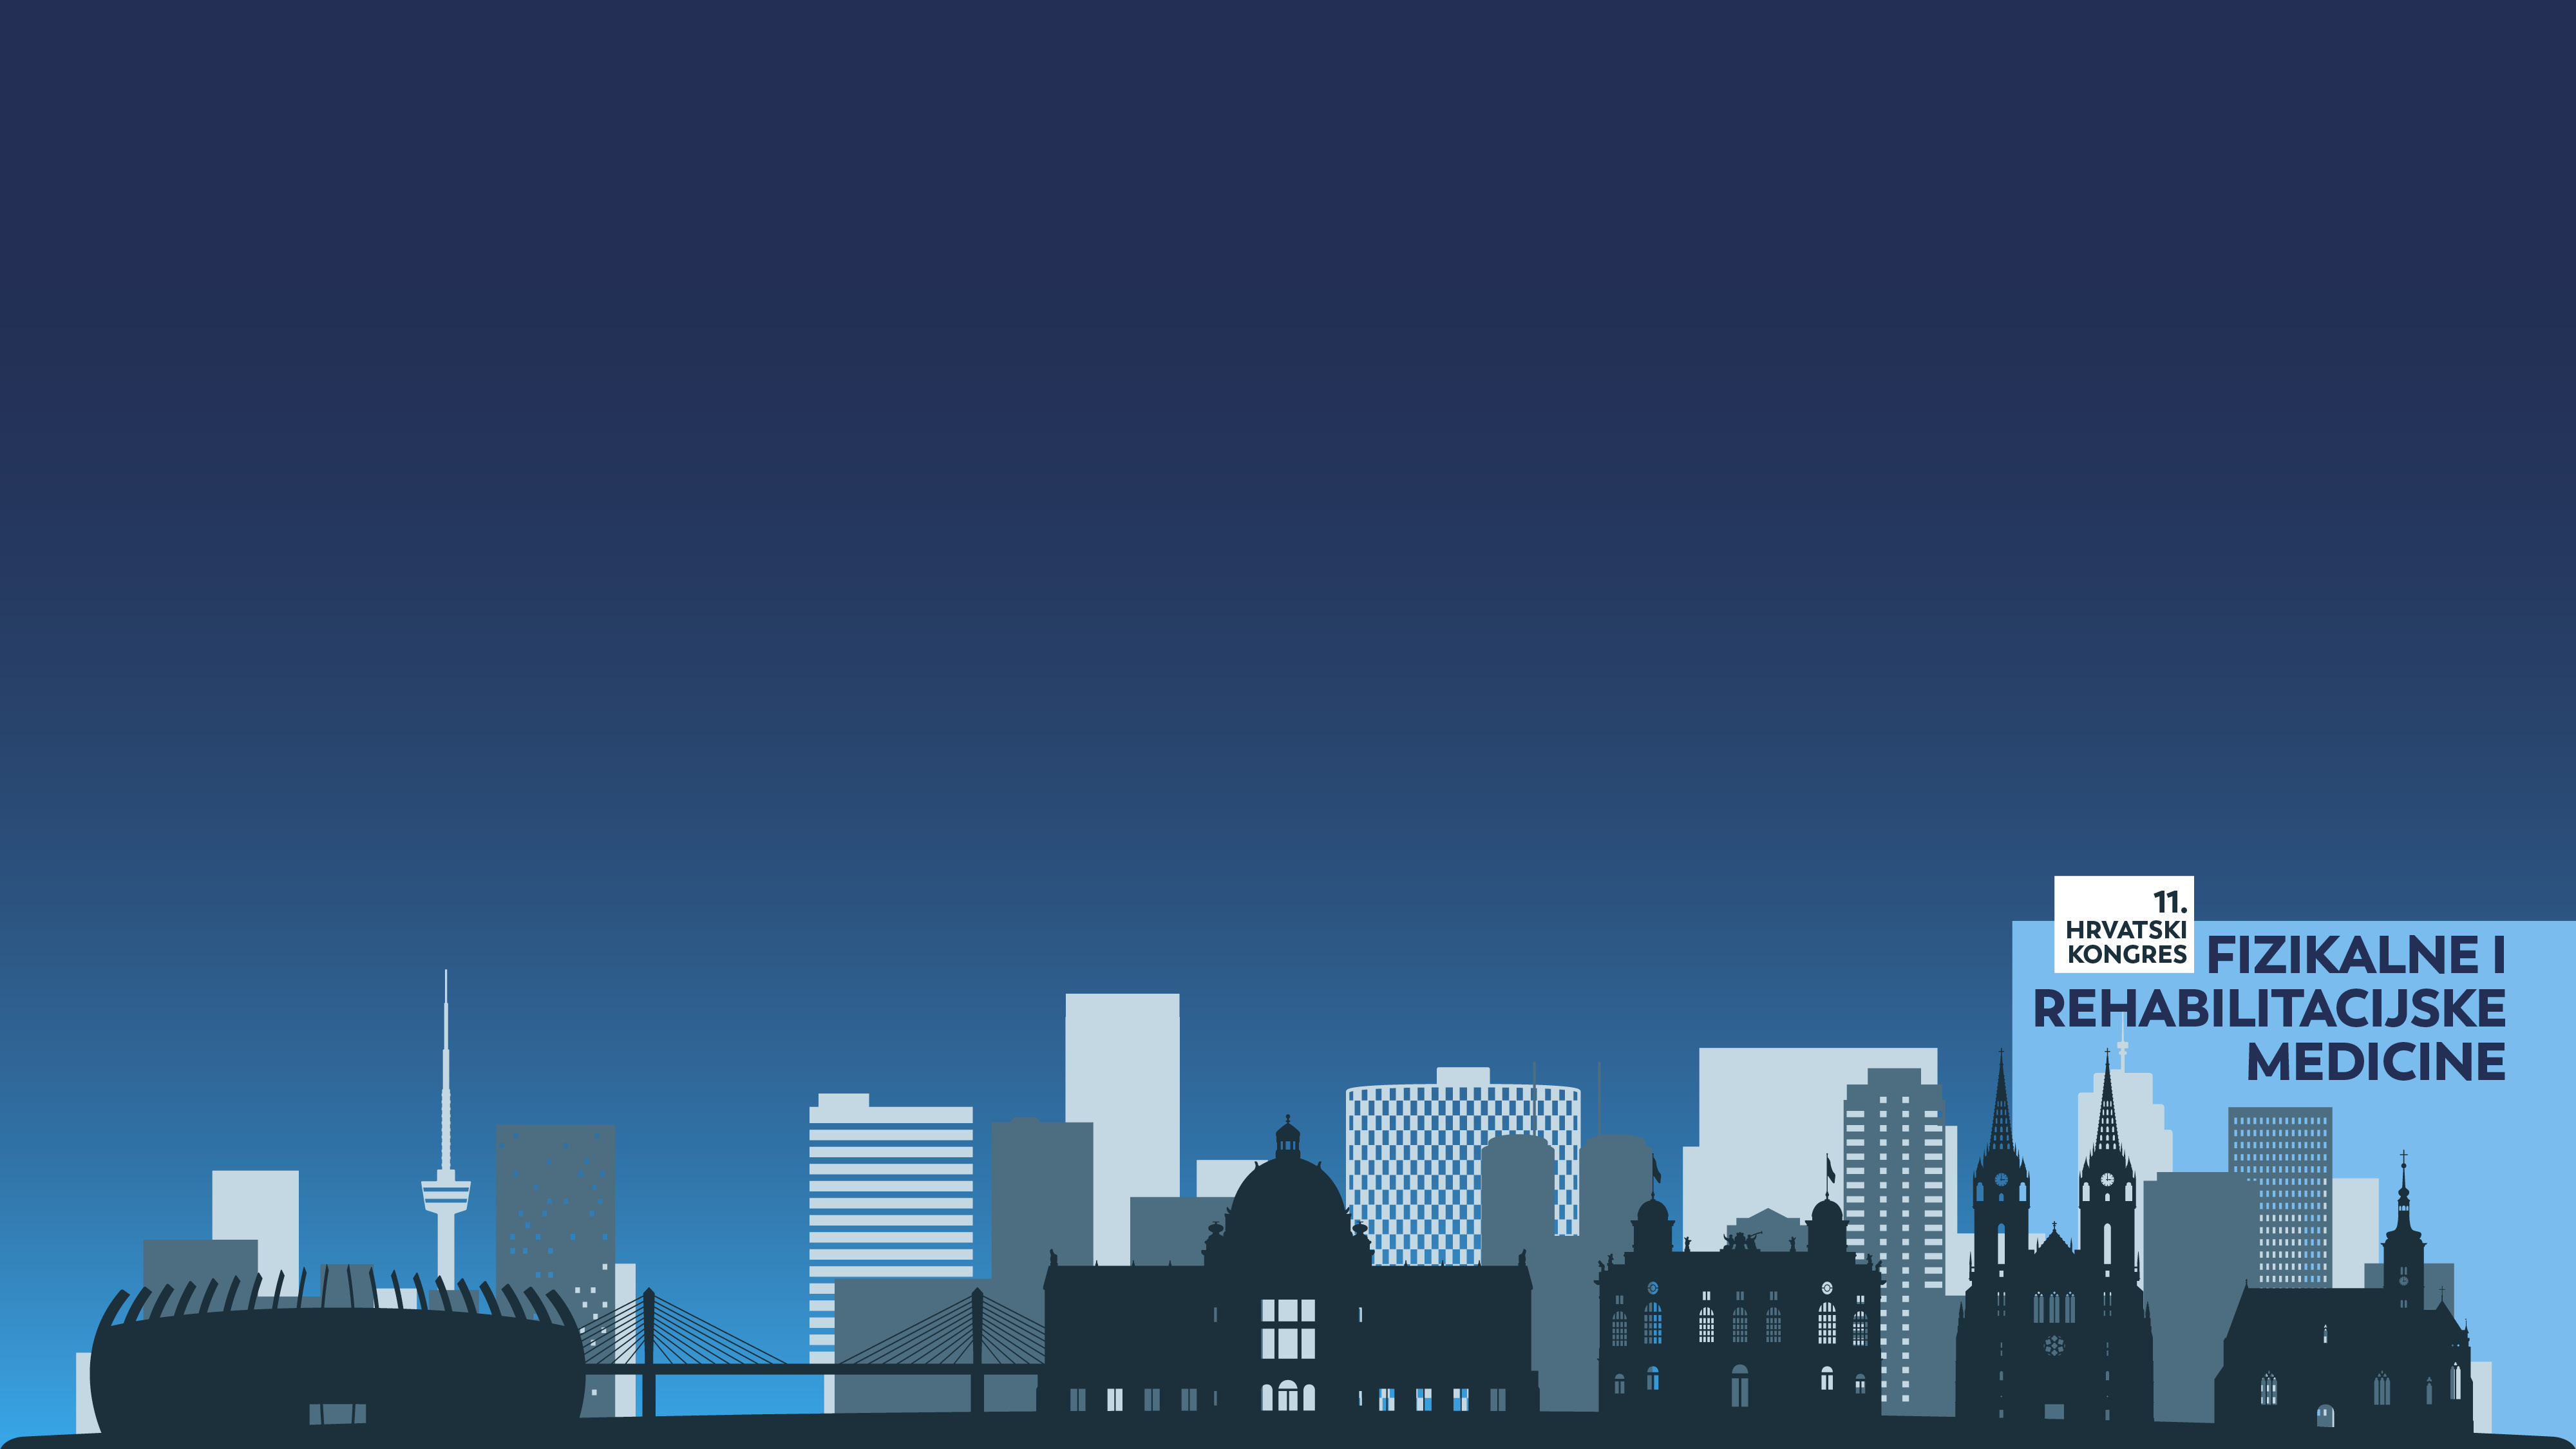 11.
HRVATSKI
KONGRES
FIZIKALNE I
REHABILITACIJSKE
MEDICINE